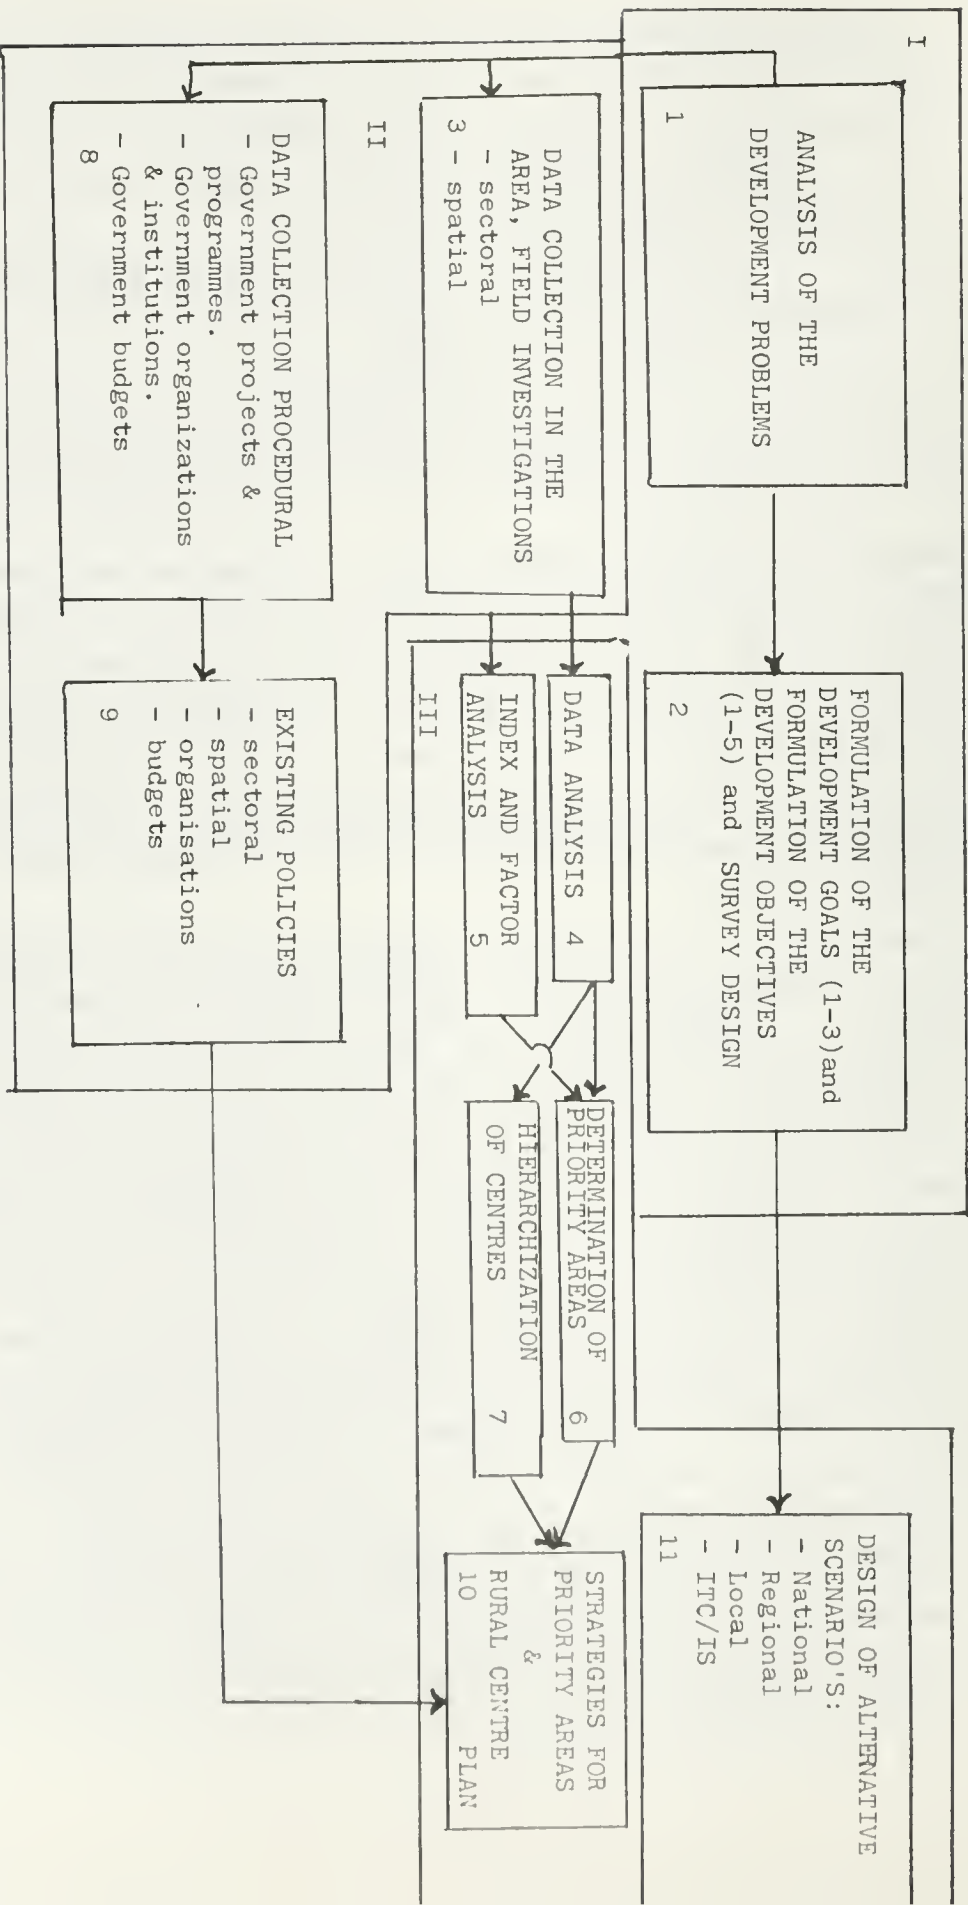 I
1
ANALYSIS OF THE
DEVELOPMENT PROBLEMS
FORMULATION OF THE
DEVELOPMENT GOALS (1-3)and
FORMULATION OF THE
DEVELOPMENT OBJECTIVES
(1-5) and SURVEY DESIGN
2
DESIGN OF ALTERNATIVE
SCENARIO'S:
- National
- Regional
- Local
- ITC/IS
11
II
DATA COLLECTION IN THE
AREA, FIELD INVESTIGATIONS
- sectoral
3 - spatial
III
DATA ANALYSIS 4
INDEX AND FACTOR
ANALYSIS 5
DETERMINATION OF
PRIORITY AREAS 6
HIERARCHIZATION
OF CENTRES 7
STRATEGIES FOR
PRIORITY AREAS
&
RURAL CENTRE
10 PLAN
DATA COLLECTION PROCEDURAL
- Government projects &
programmes.
- Government organizations
& institutions.
- Government budgets
8
EXISTING POLICIES
- sectoral
- spatial
- organisations
- budgets
9